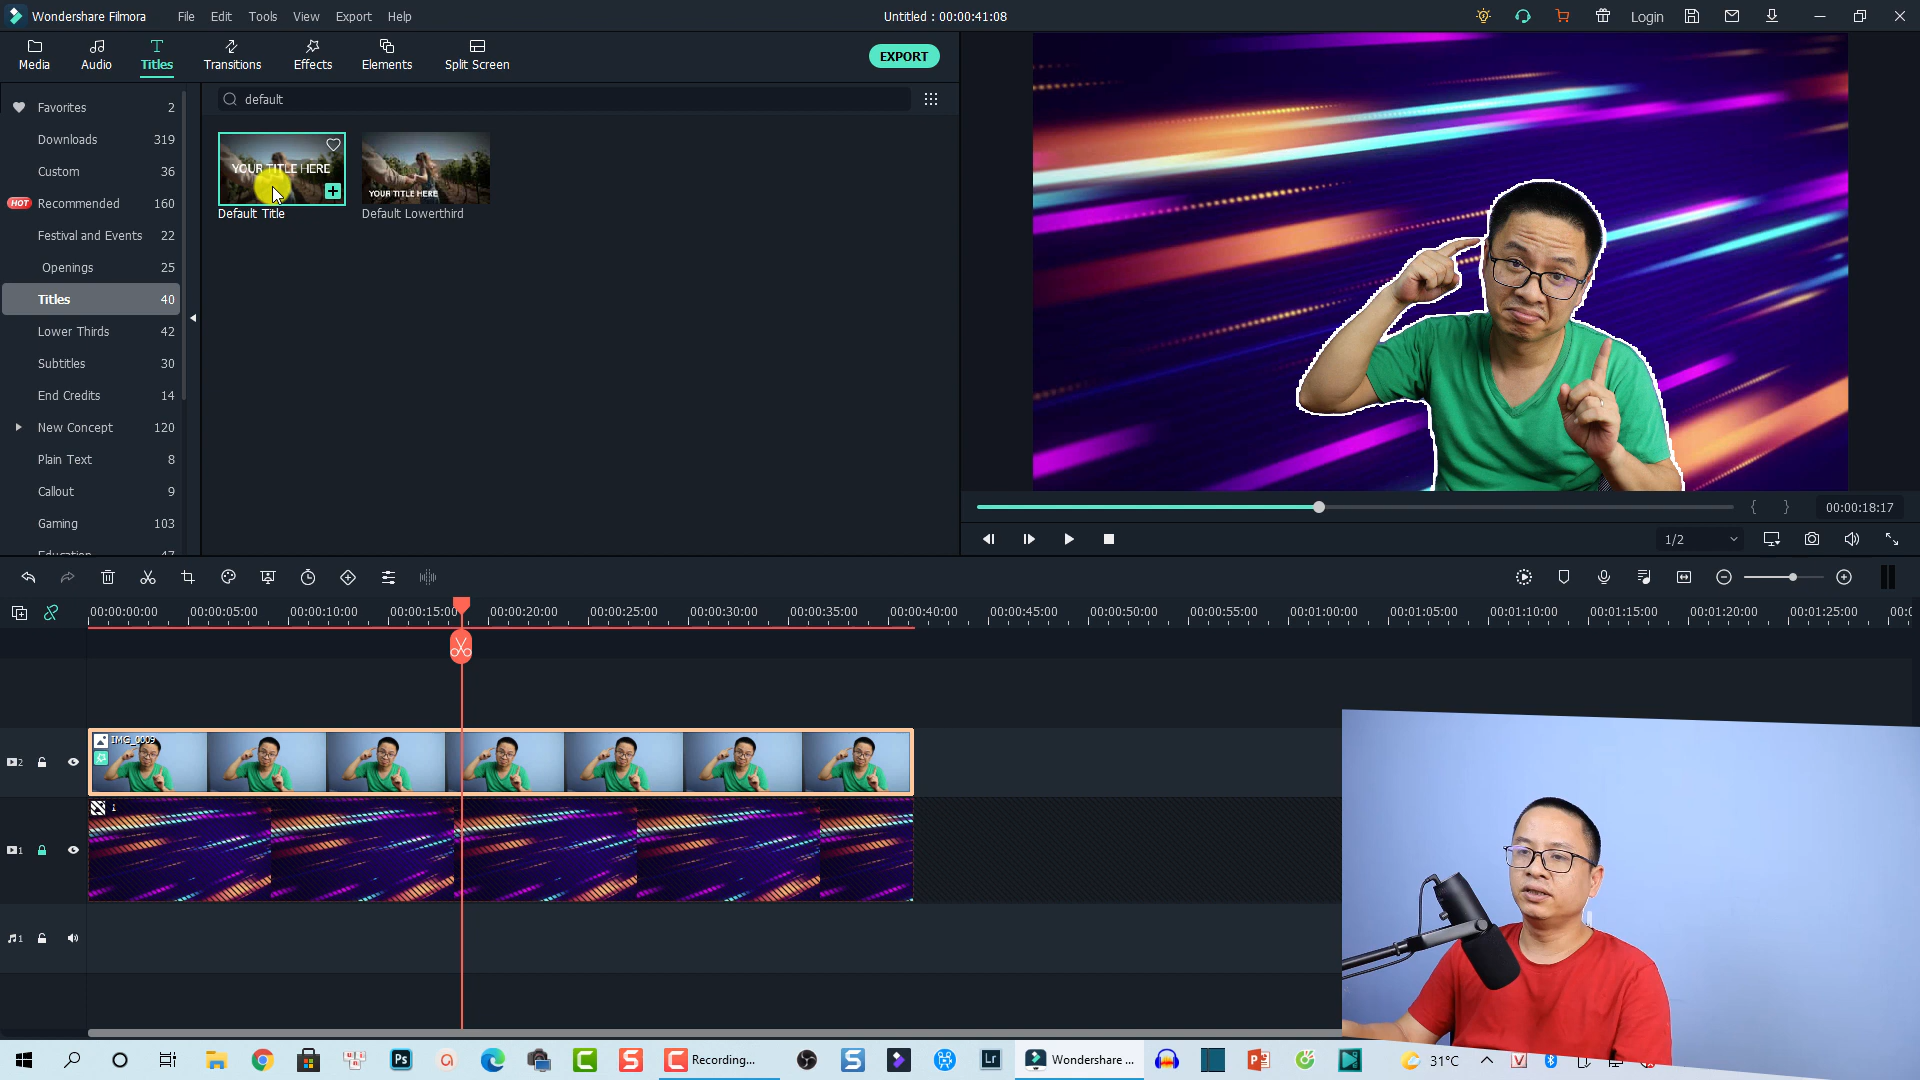 Wondershare Filmora
File Edit Tools View Export Help
Untitled : 00:00:41:08
Login
Media Audio Titles Transitions Effects Elements Split Screen
EXPORT
Favorites 2
Downloads 319
Custom 36
HOT Recommended 160
Festival and Events 22
Openings 25
Titles 40
Lower Thirds 42
Subtitles 30
End Credits 14
New Concept 120
Plain Text 8
Callout 9
Gaming 103
Education 47
default
YOUR TITLE HERE
Default Title
YOUR TITLE HERE
Default Lowerthird
00:00:18:17
1/2
00:00:00:00 00:00:05:00 00:00:10:00 00:00:15:00 00:00:20:00 00:00:25:00 00:00:30:00 00:00:35:00 00:00:40:00 00:00:45:00 00:00:50:00 00:00:55:00 00:01:00:00 00:01:05:00 00:01:10:00 00:01:15:00 00:01:20:00 00:01:25:00
2
IMG_0009
1
1
1
Ps
Recording...
Lr
Wondershare ...
31°C